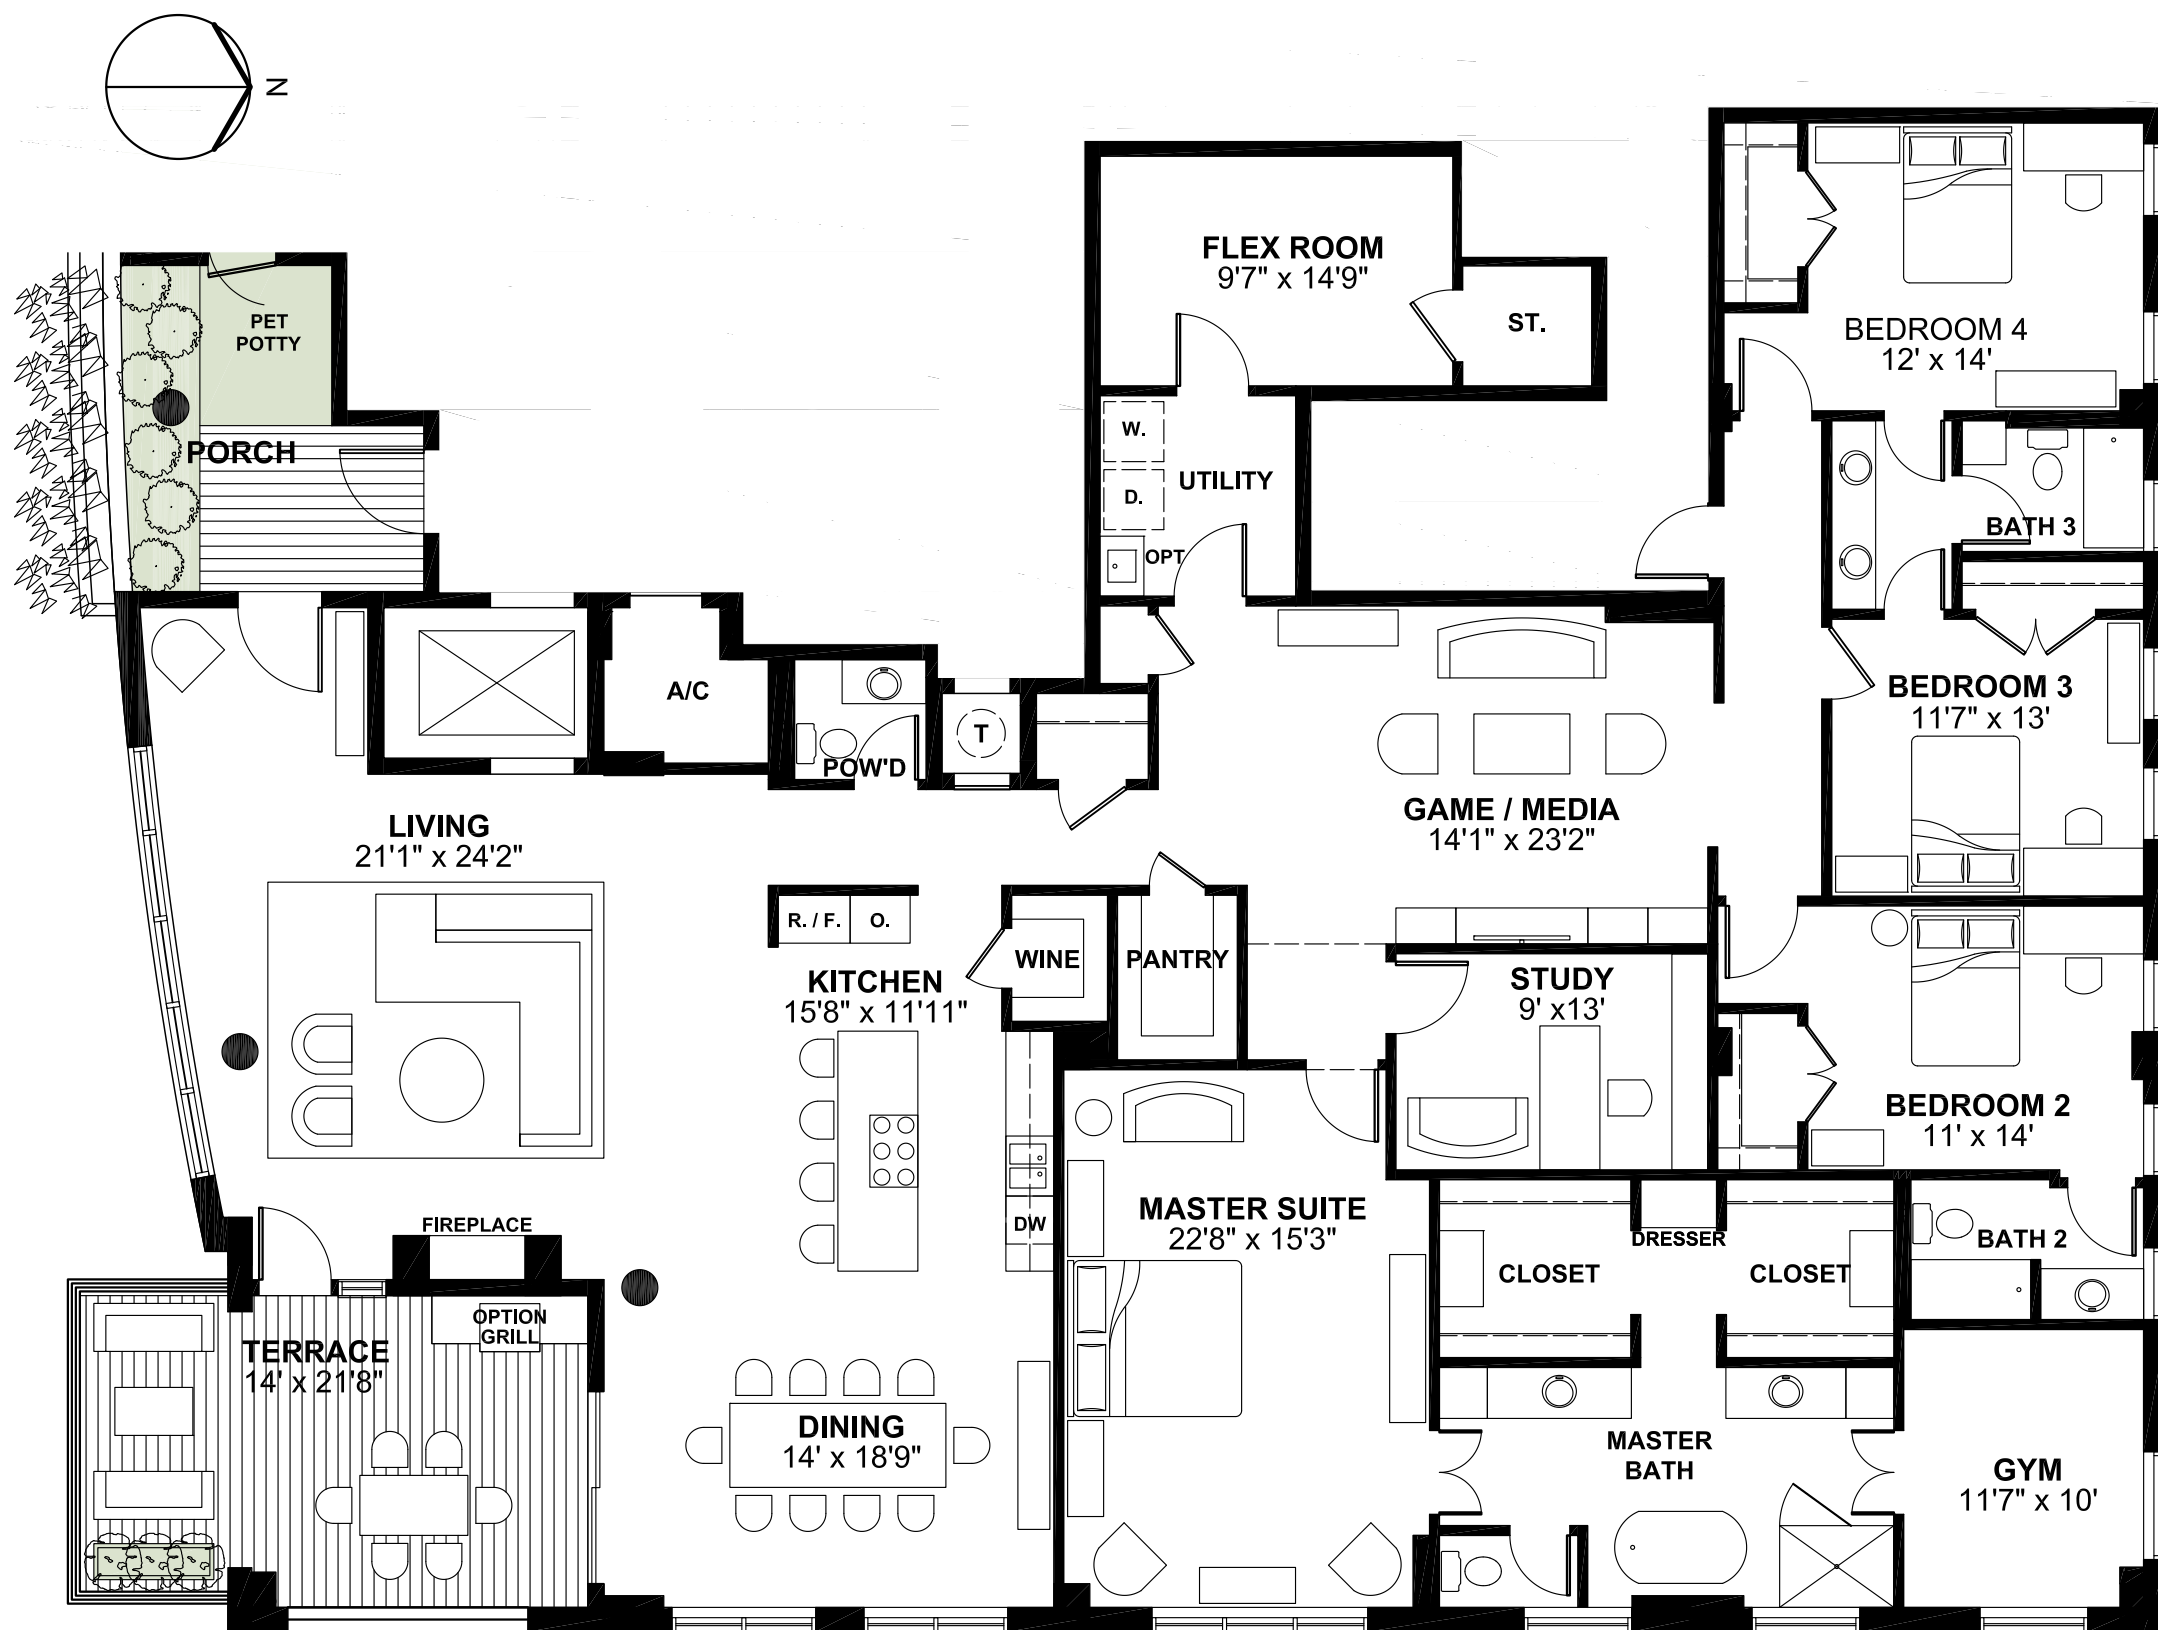 N
FLEX ROOM
9'7" x 14'9"
ST.
BEDROOM 4
12' x 14'
PET
POTTY
PORCH
W.
D.
UTILITY
OPT
BATH 3
A/C
POW'D
T
BEDROOM 3
11'7" x 13'
LIVING
21'1" x 24'2"
GAME / MEDIA
14'1" x 23'2"
R. / F.
O.
WINE
PANTRY
KITCHEN
15'8" x 11'11"
STUDY
9' x13'
BEDROOM 2
11' x 14'
MASTER SUITE
22'8" x 15'3"
FIREPLACE
DW
DRESSER
BATH 2
CLOSET
CLOSET
OPTION
GRILL
TERRACE
14' x 21'8"
DINING
14' x 18'9"
MASTER
BATH
GYM
11'7" x 10'